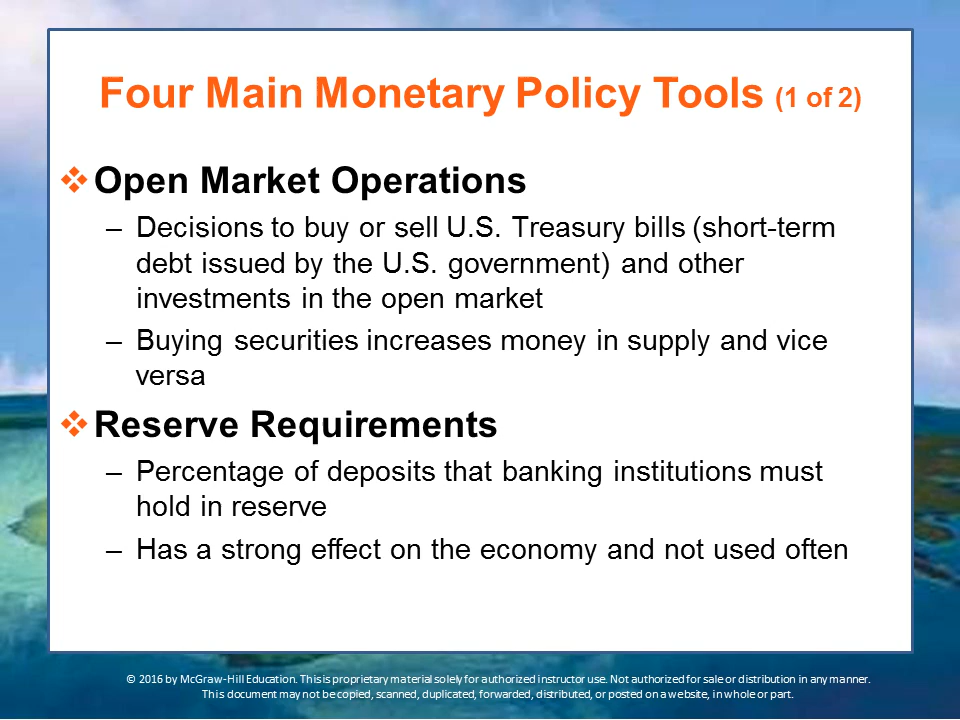 Four Main Monetary Policy Tools (1 of 2)
❖ Open Market Operations
– Decisions to buy or sell U.S. Treasury bills (short-term
debt issued by the U.S. government) and other
investments in the open market
– Buying securities increases money in supply and vice
versa
❖ Reserve Requirements
– Percentage of deposits that banking institutions must
hold in reserve
– Has a strong effect on the economy and not used often
© 2016 by McGraw-Hill Education. This is proprietary material solely for authorized instructor use. Not authorized for sale or distribution in any manner.
This document may not be copied, scanned, duplicated, forwarded, distributed, or posted on a website, in whole or part.